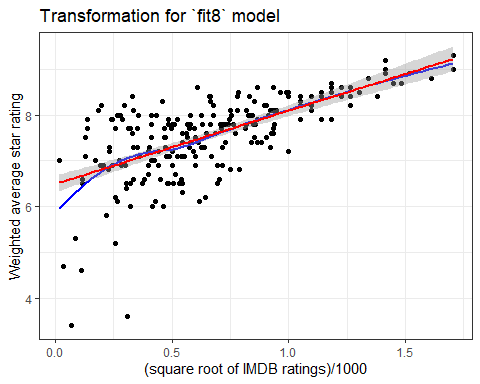 Transformation for `fit8` model
Weighted average star rating
8
6
4
0.0
0.5
1.0
1.5
(square root of IMDB ratings)/1000